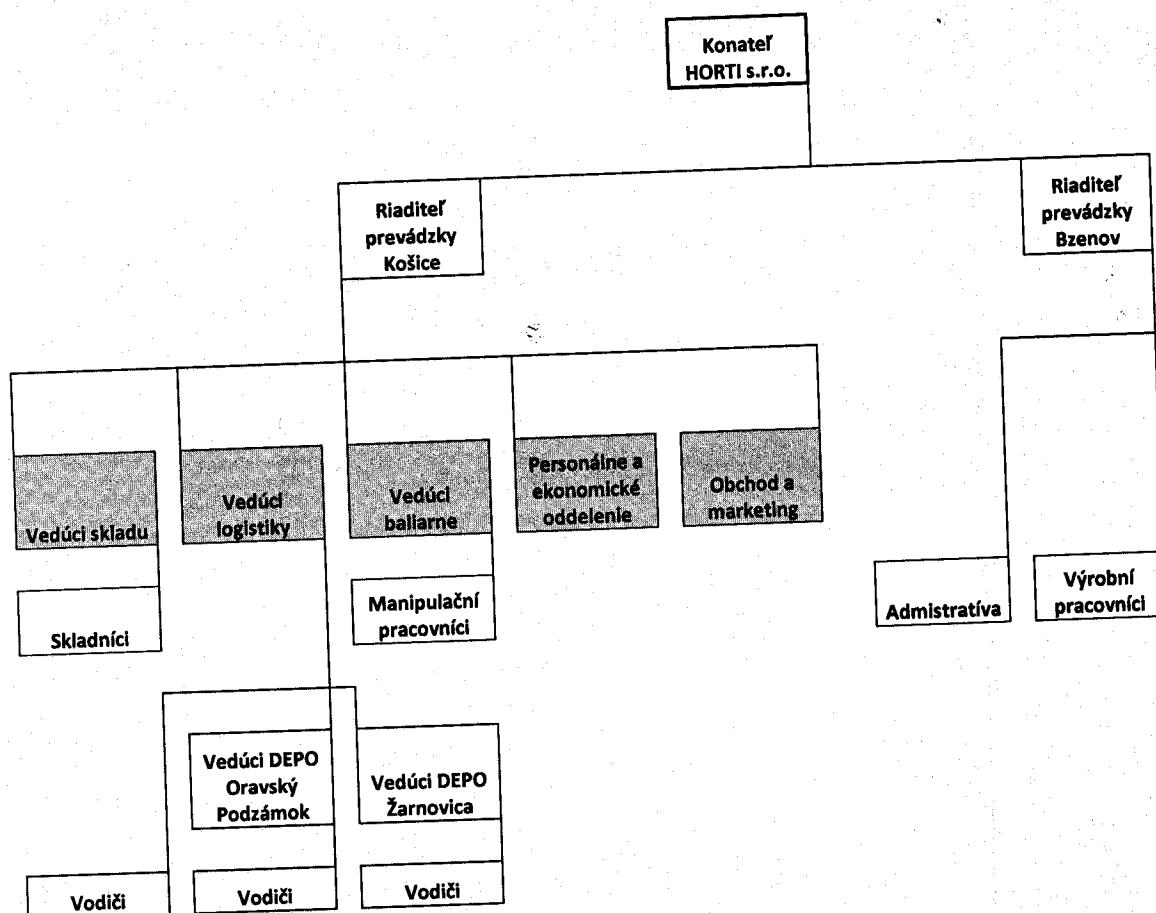 Konateľ
HORTI s.r.o.
Riaditeľ
prevádzky
Košice
Riaditeľ
prevádzky
Bzenov
Vedúci skladu
Vedúci
logistiky
Vedúci
baliarne
Personálne a
ekonomické
oddelenie
Obchod a
marketing
Skladníci
Manipulační
pracovníci
Admistratíva
Výrobní
pracovníci
Vedúci DEPO
Oravský
Podzámok
Vedúci DEPO
Žarnovica
Vodiči
Vodiči
Vodiči